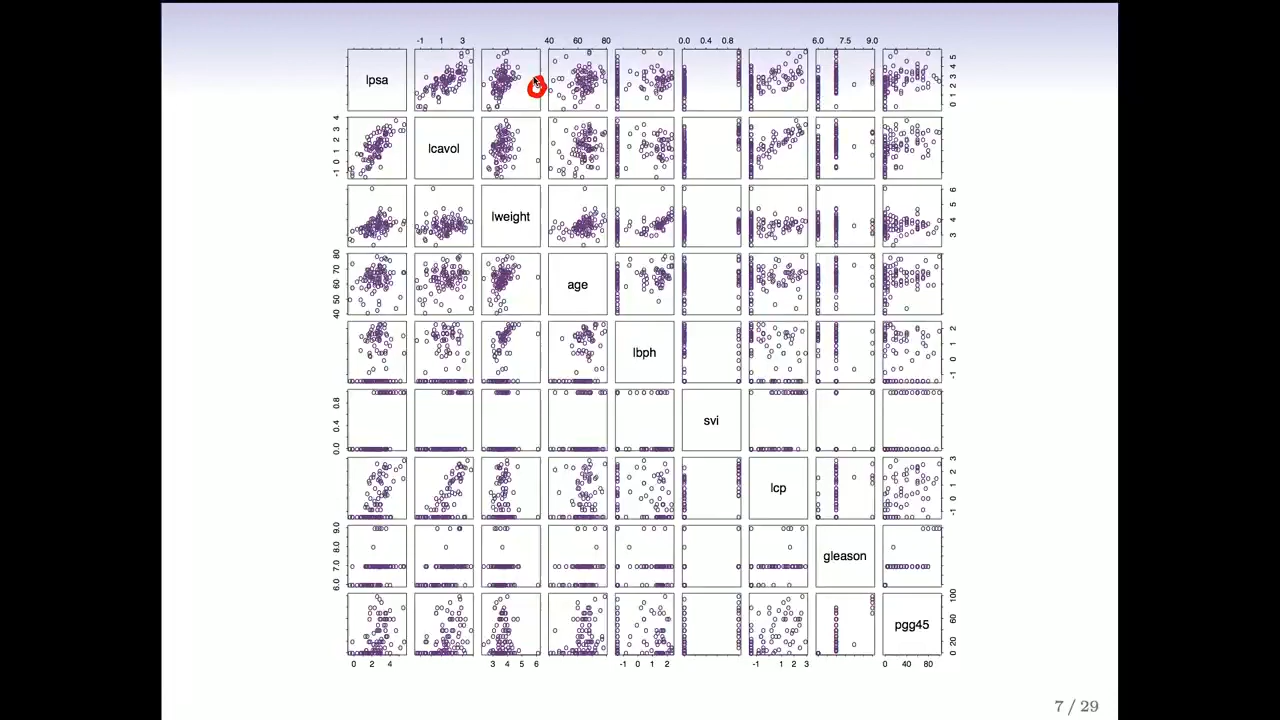 -1 1 3 40 60 80 0.0 0.4 0.8 6.0 7.5 9.0
lpsa 0 1 2 3 4 5
-1 0 1 2 3 4 lcavol
lweight 3 4 5 6
40 50 60 70 80 age
lbph -1 0 1 2
0.0 0.4 0.8 svi
lcp -1 0 1 2 3
6.0 7.0 8.0 9.0 gleason
pgg45 0 20 60 100
0 2 4 3 4 5 6 -1 0 1 2 -1 1 2 3 0 40 80
7 / 29